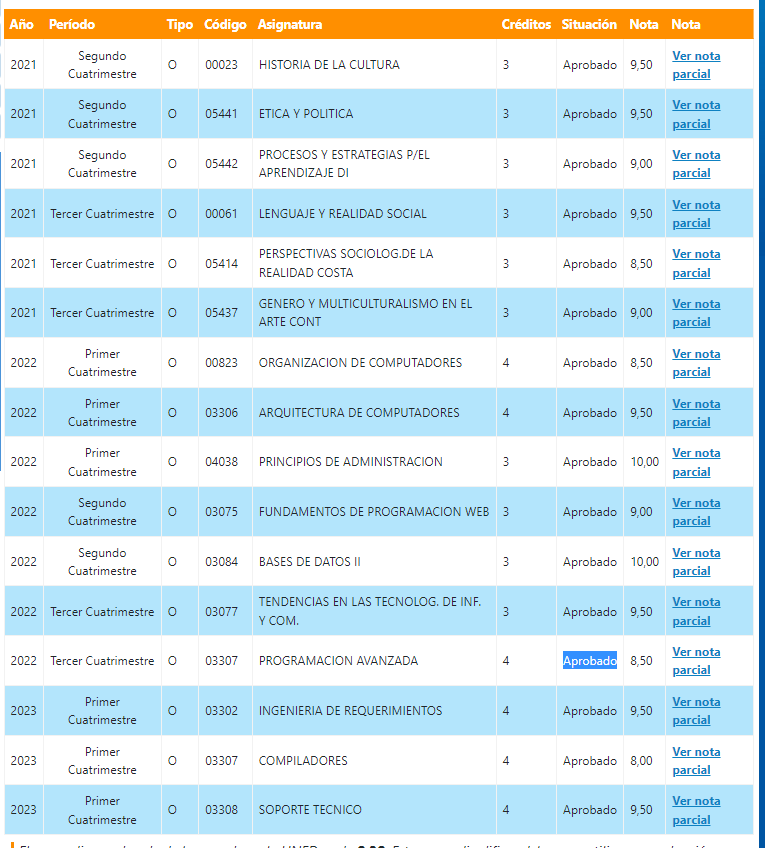 Año Período Tipo Código Asignatura Créditos Situación Nota Nota
2021 Segundo Cuatrimestre O 00023 HISTORIA DE LA CULTURA 3 Aprobado 9,50 Ver nota parcial
2021 Segundo Cuatrimestre O 05441 ETICA Y POLITICA 3 Aprobado 9,50 Ver nota parcial
2021 Segundo Cuatrimestre O 05442 PROCESOS Y ESTRATEGIAS P/EL APRENDIZAJE DI 3 Aprobado 9,00 Ver nota parcial
2021 Tercer Cuatrimestre O 00061 LENGUAJE Y REALIDAD SOCIAL 3 Aprobado 9,50 Ver nota parcial
2021 Tercer Cuatrimestre O 05414 PERSPECTIVAS SOCIOLOG.DE LA REALIDAD COSTA 3 Aprobado 8,50 Ver nota parcial
2021 Tercer Cuatrimestre O 05437 GENERO Y MULTICULTURALISMO EN EL ARTE CONT 3 Aprobado 9,00 Ver nota parcial
2022 Primer Cuatrimestre O 00823 ORGANIZACION DE COMPUTADORES 4 Aprobado 8,50 Ver nota parcial
2022 Primer Cuatrimestre O 03306 ARQUITECTURA DE COMPUTADORES 4 Aprobado 9,50 Ver nota parcial
2022 Primer Cuatrimestre O 04038 PRINCIPIOS DE ADMINISTRACION 3 Aprobado 10,00 Ver nota parcial
2022 Segundo Cuatrimestre O 03075 FUNDAMENTOS DE PROGRAMACION WEB 3 Aprobado 9,00 Ver nota parcial
2022 Segundo Cuatrimestre O 03084 BASES DE DATOS II 3 Aprobado 10,00 Ver nota parcial
2022 Tercer Cuatrimestre O 03077 TENDENCIAS EN LAS TECNOLOG. DE INF. Y COM. 3 Aprobado 9,50 Ver nota parcial
2022 Tercer Cuatrimestre O 03307 PROGRAMACION AVANZADA 4 Aprobado 8,50 Ver nota parcial
2023 Primer Cuatrimestre O 03302 INGENIERIA DE REQUERIMIENTOS 4 Aprobado 9,50 Ver nota parcial
2023 Primer Cuatrimestre O 03307 COMPILADORES 4 Aprobado 8,00 Ver nota parcial
2023 Primer Cuatrimestre O 03308 SOPORTE TECNICO 4 Aprobado 9,50 Ver nota parcial